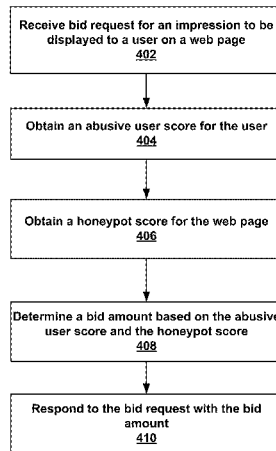 Receive bid request for an impression to be
displayed to a user on a web page
402
Obtain an abusive user score for the user
404
Obtain a honeypot score for the web page
406
Determine a bid amount based on the abusive
user score and the honeypot score
408
Respond to the bid request with the bid
amount
410